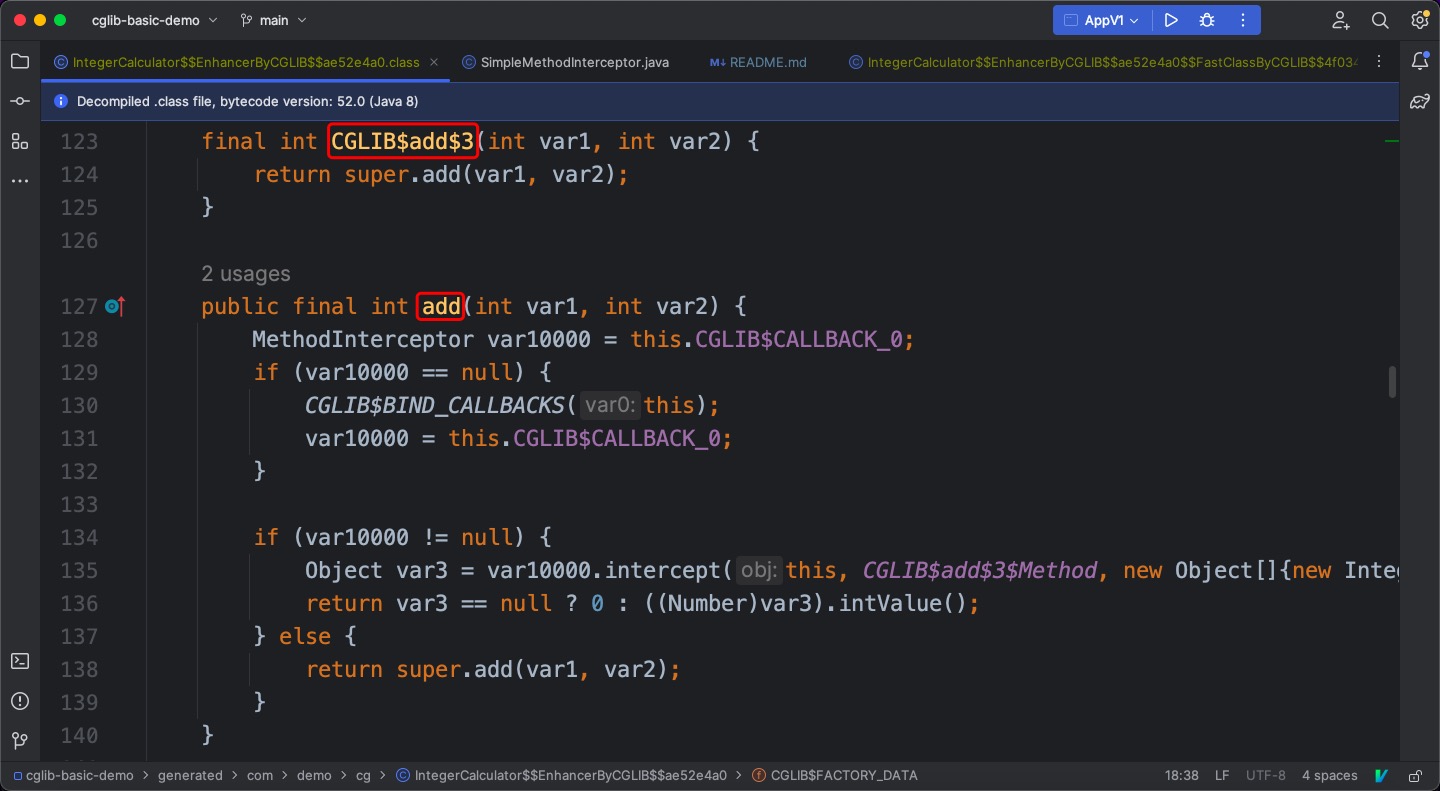 cglib-basic-demo main AppV1
IntegerCalculator$$EnhancerByCGLIB$$ae52e4a0.class SimpleMethodInterceptor.java README.md IntegerCalculator$$EnhancerByCGLIB$$ae52e4a0$$FastClassByCGLIB$$4f034
Decompiled .class file, bytecode version: 52.0 (Java 8)
123 final int CGLIB$add$3(int var1, int var2) {
124 return super.add(var1, var2);
125 }
126
2 usages
127 public final int add(int var1, int var2) {
128 MethodInterceptor var10000 = this.CGLIB$CALLBACK_0;
129 if (var10000 == null) {
130 CGLIB$BIND_CALLBACKS( var0: this);
131 var10000 = this.CGLIB$CALLBACK_0;
132 }
133
134 if (var10000 != null) {
135 Object var3 = var10000.intercept( obj: this, CGLIB$add$3$Method, new Object[]{new Integ
136 return var3 == null ? 0 : ((Number)var3).intValue();
137 } else {
138 return super.add(var1, var2);
139 }
140 }
cglib-basic-demo > generated > com > demo > cg > IntegerCalculator$$EnhancerByCGLIB$$ae52e4a0 > CGLIB$FACTORY_DATA 18:38 LF UTF-8 4 spaces